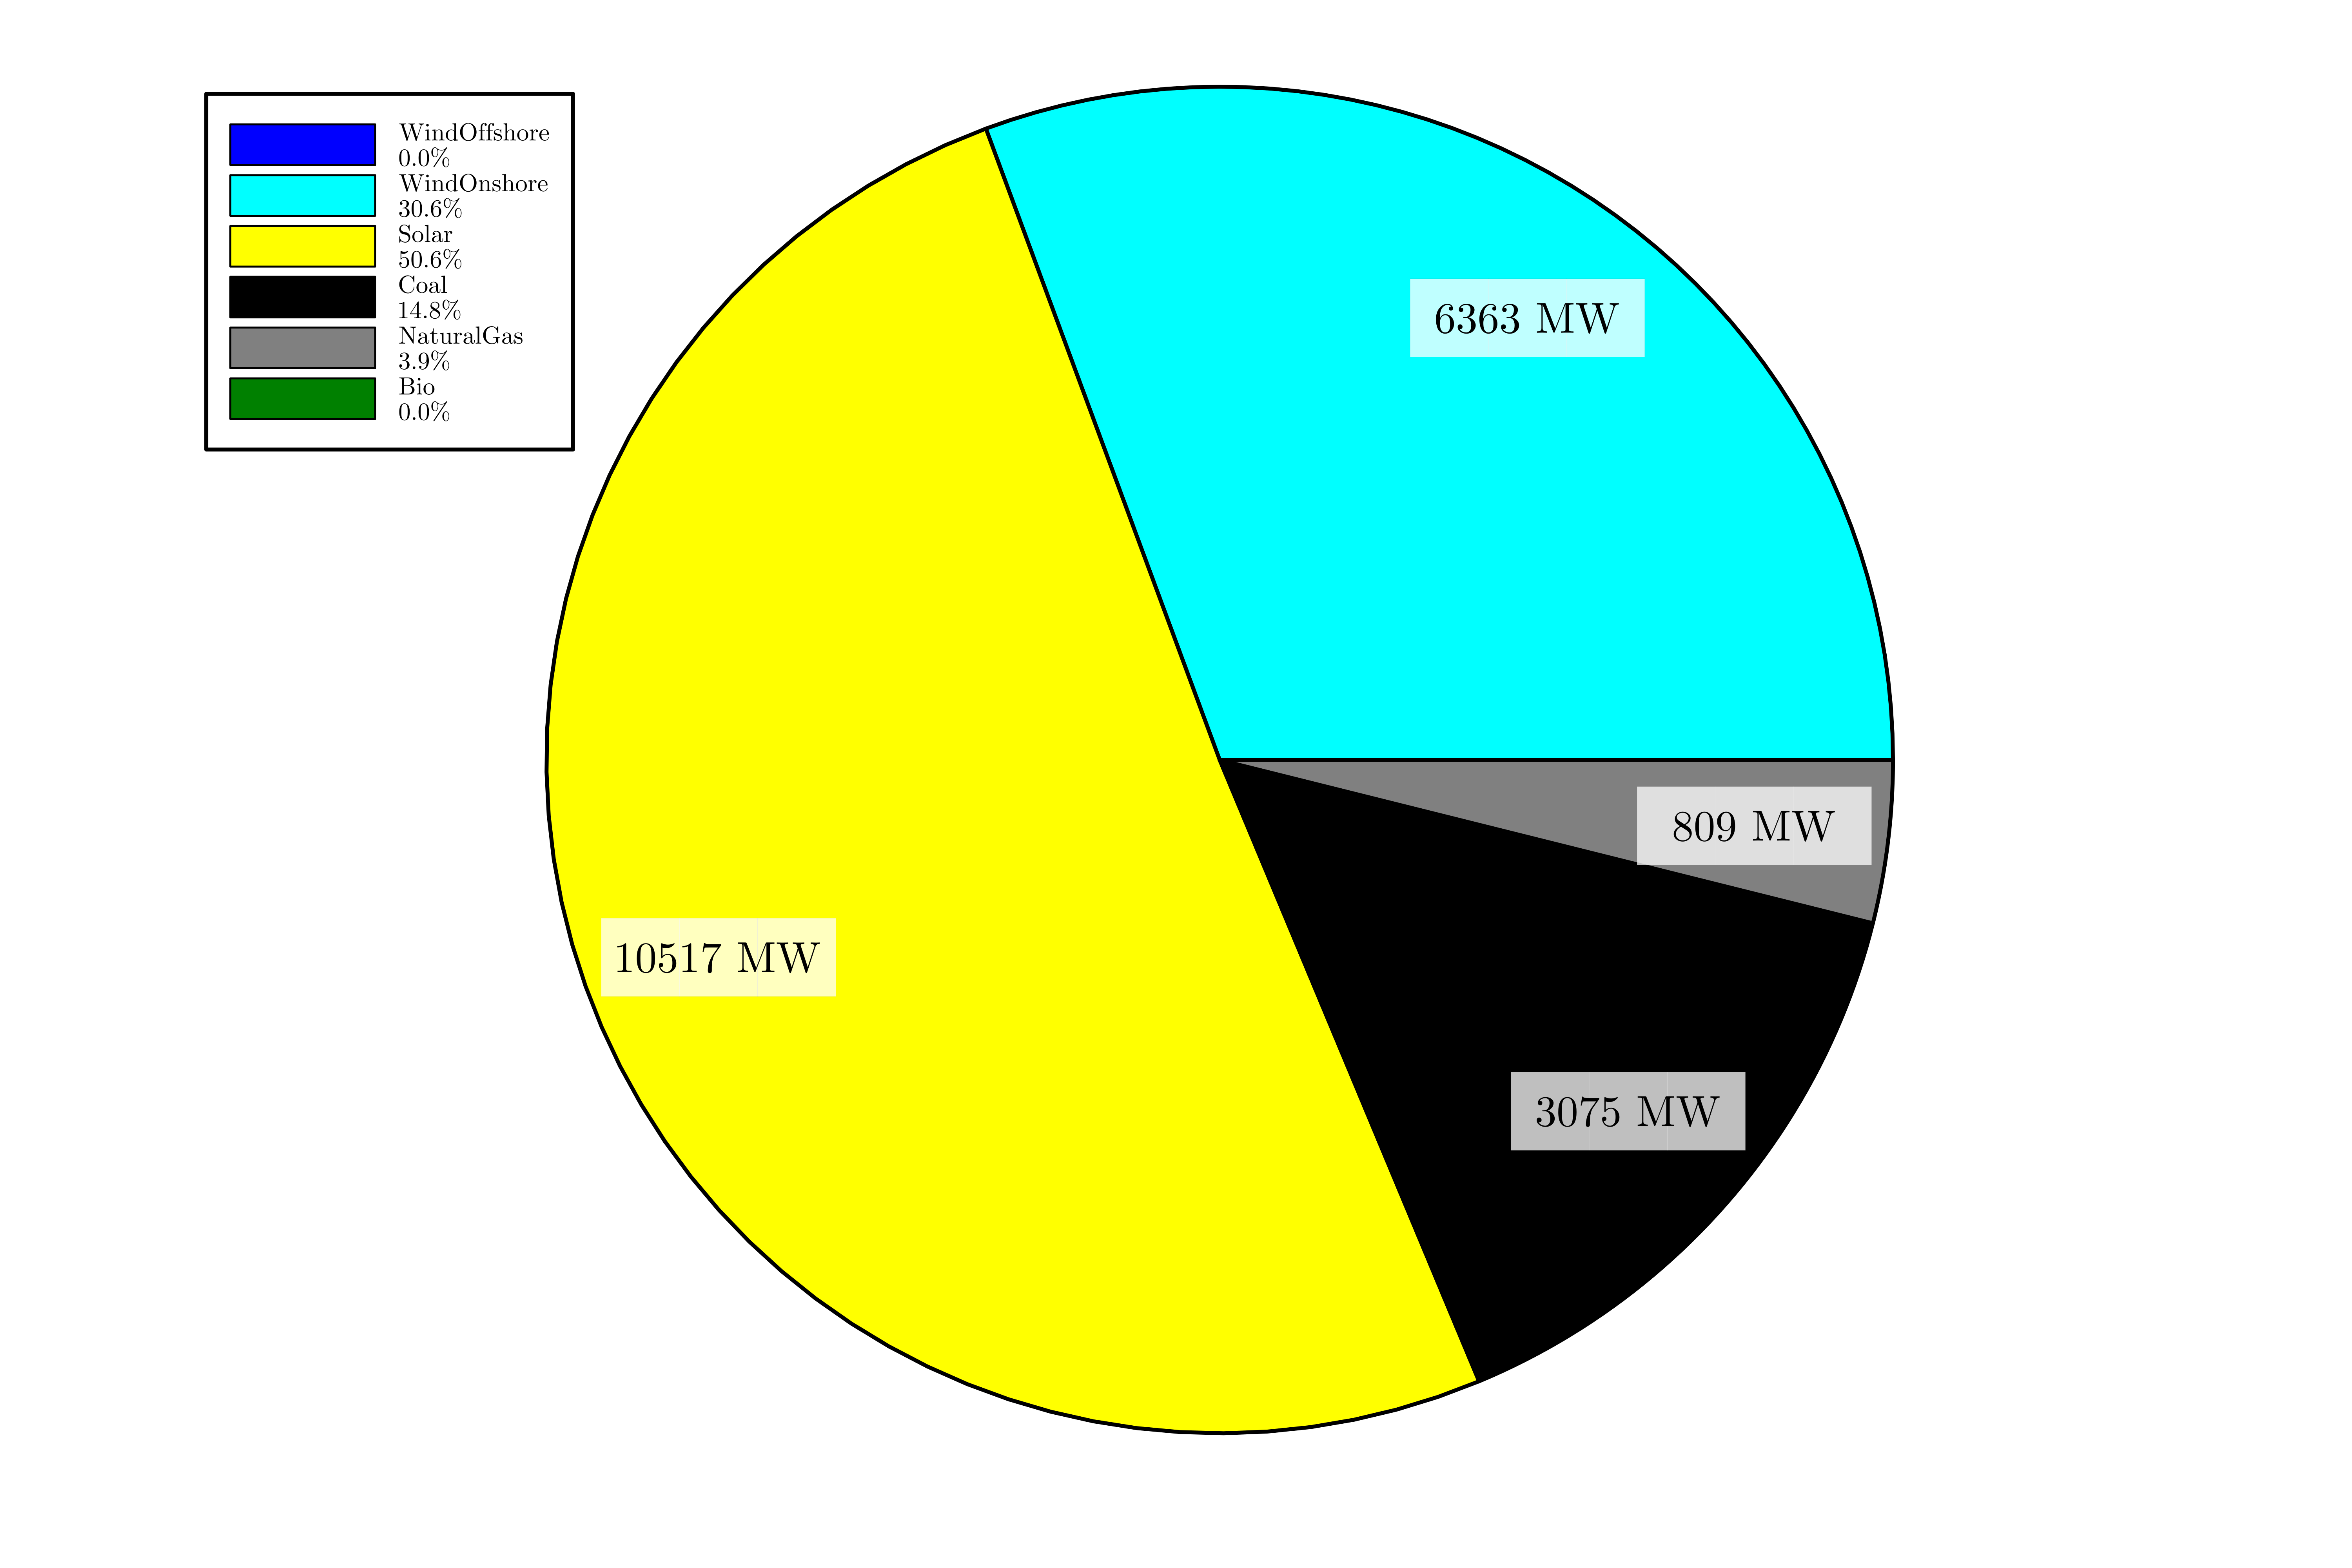 WindOffshore
0.0%
WindOnshore
30.6%
Solar
50.6%
Coal
14.8%
NaturalGas
3.9%
Bio
0.0%
6363 MW
809 MW
10517 MW
3075 MW